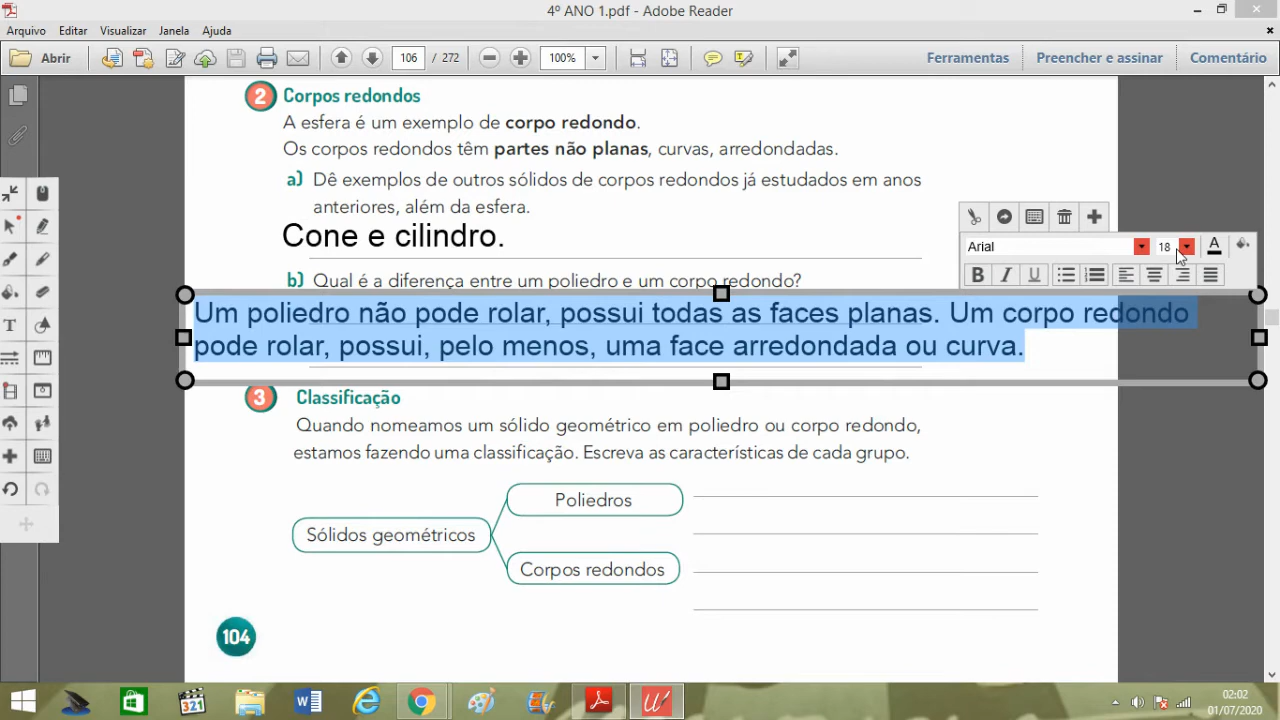 4º ANO 1.pdf - Adobe Reader
Arquivo Editar Visualizar Janela Ajuda
Abrir 106 / 272 100% Ferramentas Preencher e assinar Comentário
2 Corpos redondos
A esfera é um exemplo de corpo redondo.
Os corpos redondos têm partes não planas, curvas, arredondadas.
a) Dê exemplos de outros sólidos de corpos redondos já estudados em anos
anteriores, além da esfera.
Cone e cilindro.
Arial 18 A
B I U
b) Qual é a diferença entre um poliedro e um corpo redondo?
Um poliedro não pode rolar, possui todas as faces planas. Um corpo redondo
pode rolar, possui, pelo menos, uma face arredondada ou curva.
3 Classificação
Quando nomeamos um sólido geométrico em poliedro ou corpo redondo,
estamos fazendo uma classificação. Escreva as características de cada grupo.
Poliedros
Sólidos geométricos
Corpos redondos
104
02:02
01/07/2020